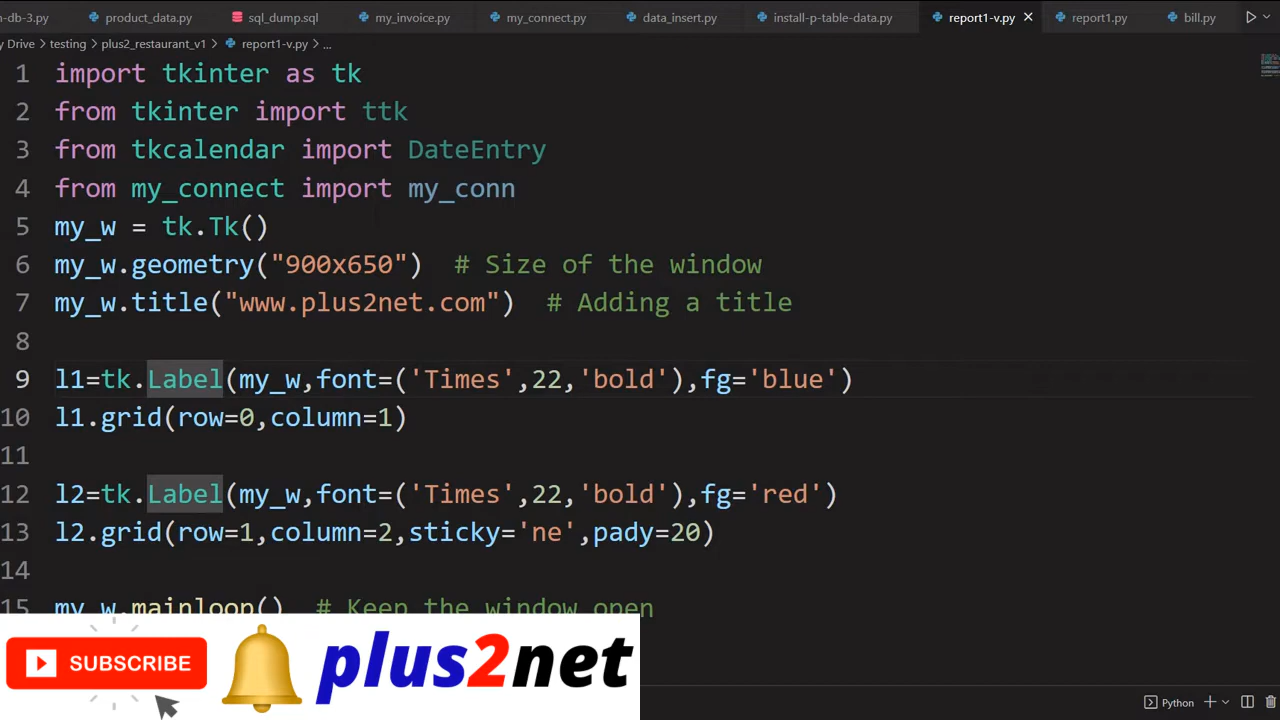 n-db-3.py product_data.py sql_dump.sql my_invoice.py my_connect.py data_insert.py install-p-table-data.py report1-v.py × report1.py bill.py
y Drive > testing > plus2_restaurant_v1 > report1-v.py > ...
1 import tkinter as tk
2 from tkinter import ttk
3 from tkcalendar import DateEntry
4 from my_connect import my_conn
5 my_w = tk.Tk()
6 my_w.geometry("900x650")  # Size of the window
7 my_w.title("www.plus2net.com")  # Adding a title
8
9 l1=tk.Label(my_w,font=('Times',22,'bold'),fg='blue')
10 l1.grid(row=0,column=1)
11
12 l2=tk.Label(my_w,font=('Times',22,'bold'),fg='red')
13 l2.grid(row=1,column=2,sticky='ne',pady=20)
14
15 my_w.mainloop()  # Keep the window open
SUBSCRIBE plus2net
Python